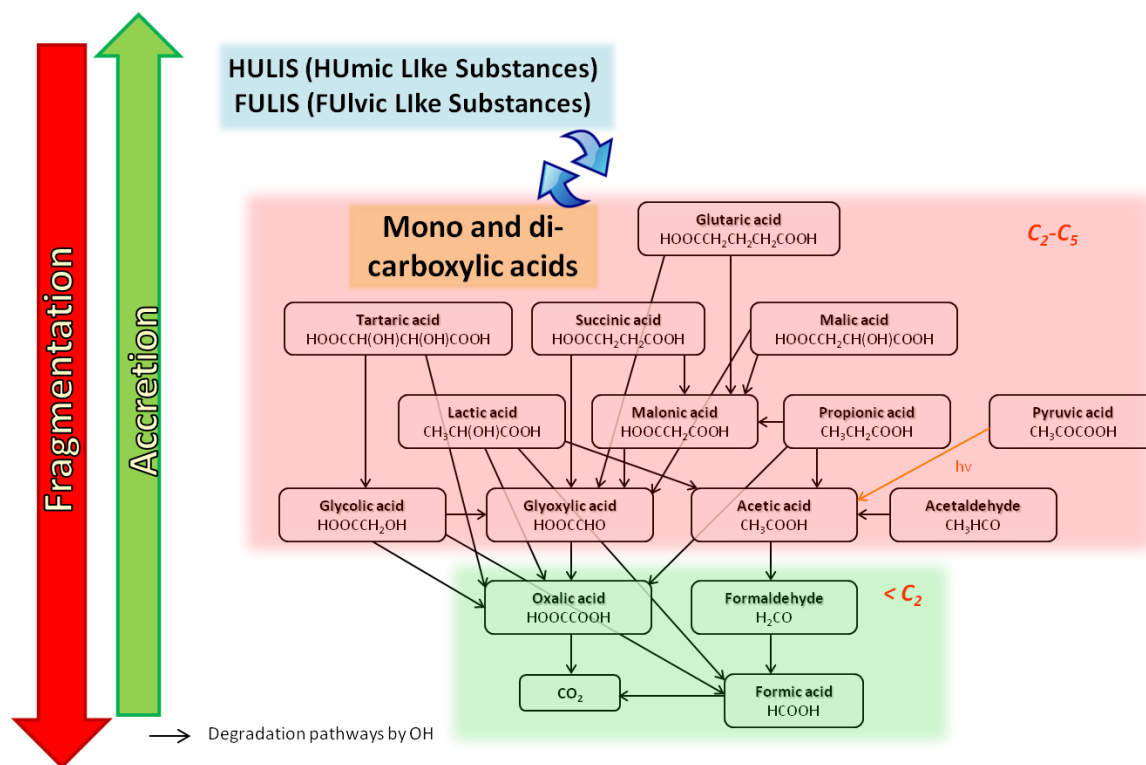 HULIS (HUmic LIke Substances)
FULIS (FUlvic LIke Substances)
Fragmentation
Accretion
Mono and di-
carboxylic acids
C₂-C₅
Glutaric acid
HOOCCH₂CH₂CH₂COOH
Tartaric acid
HOOCCH(OH)CH(OH)COOH
Succinic acid
HOOCCH₂CH₂COOH
Malic acid
HOOCCH₂CH(OH)COOH
Lactic acid
CH₃CH(OH)COOH
Malonic acid
HOOCCH₂COOH
Propionic acid
CH₃CH₂COOH
Pyruvic acid
CH₃COCOOH
hν
Glycolic acid
HOOCCH₂OH
Glyoxylic acid
HOOCCHO
Acetic acid
CH₃COOH
Acetaldehyde
CH₃HCO
Oxalic acid
HOOCCOOH
Formaldehyde
H₂CO
< C₂
CO₂
Formic acid
HCOOH
Degradation pathways by OH